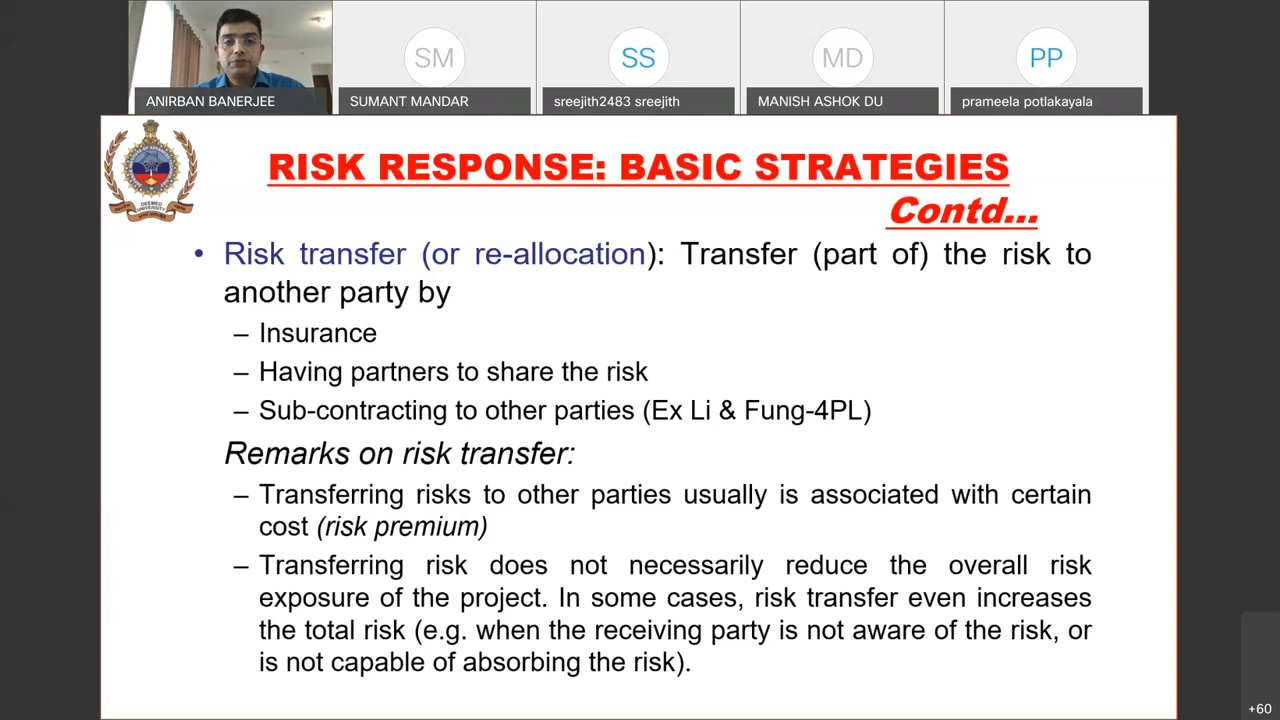 SM
SS
MD
PP
ANIRBAN BANERJEE
SUMANT MANDAR
sreejith2483 sreejith
MANISH ASHOK DU
prameela potlakayala
DEEMED
UNIVERSITY
RISK RESPONSE: BASIC STRATEGIES
Contd...
• Risk transfer (or re-allocation): Transfer (part of) the risk to
another party by
– Insurance
– Having partners to share the risk
– Sub-contracting to other parties (Ex Li & Fung-4PL)
Remarks on risk transfer:
– Transferring risks to other parties usually is associated with certain
cost (risk premium)
– Transferring risk does not necessarily reduce the overall risk
exposure of the project. In some cases, risk transfer even increases
the total risk (e.g. when the receiving party is not aware of the risk, or
is not capable of absorbing the risk).
+60